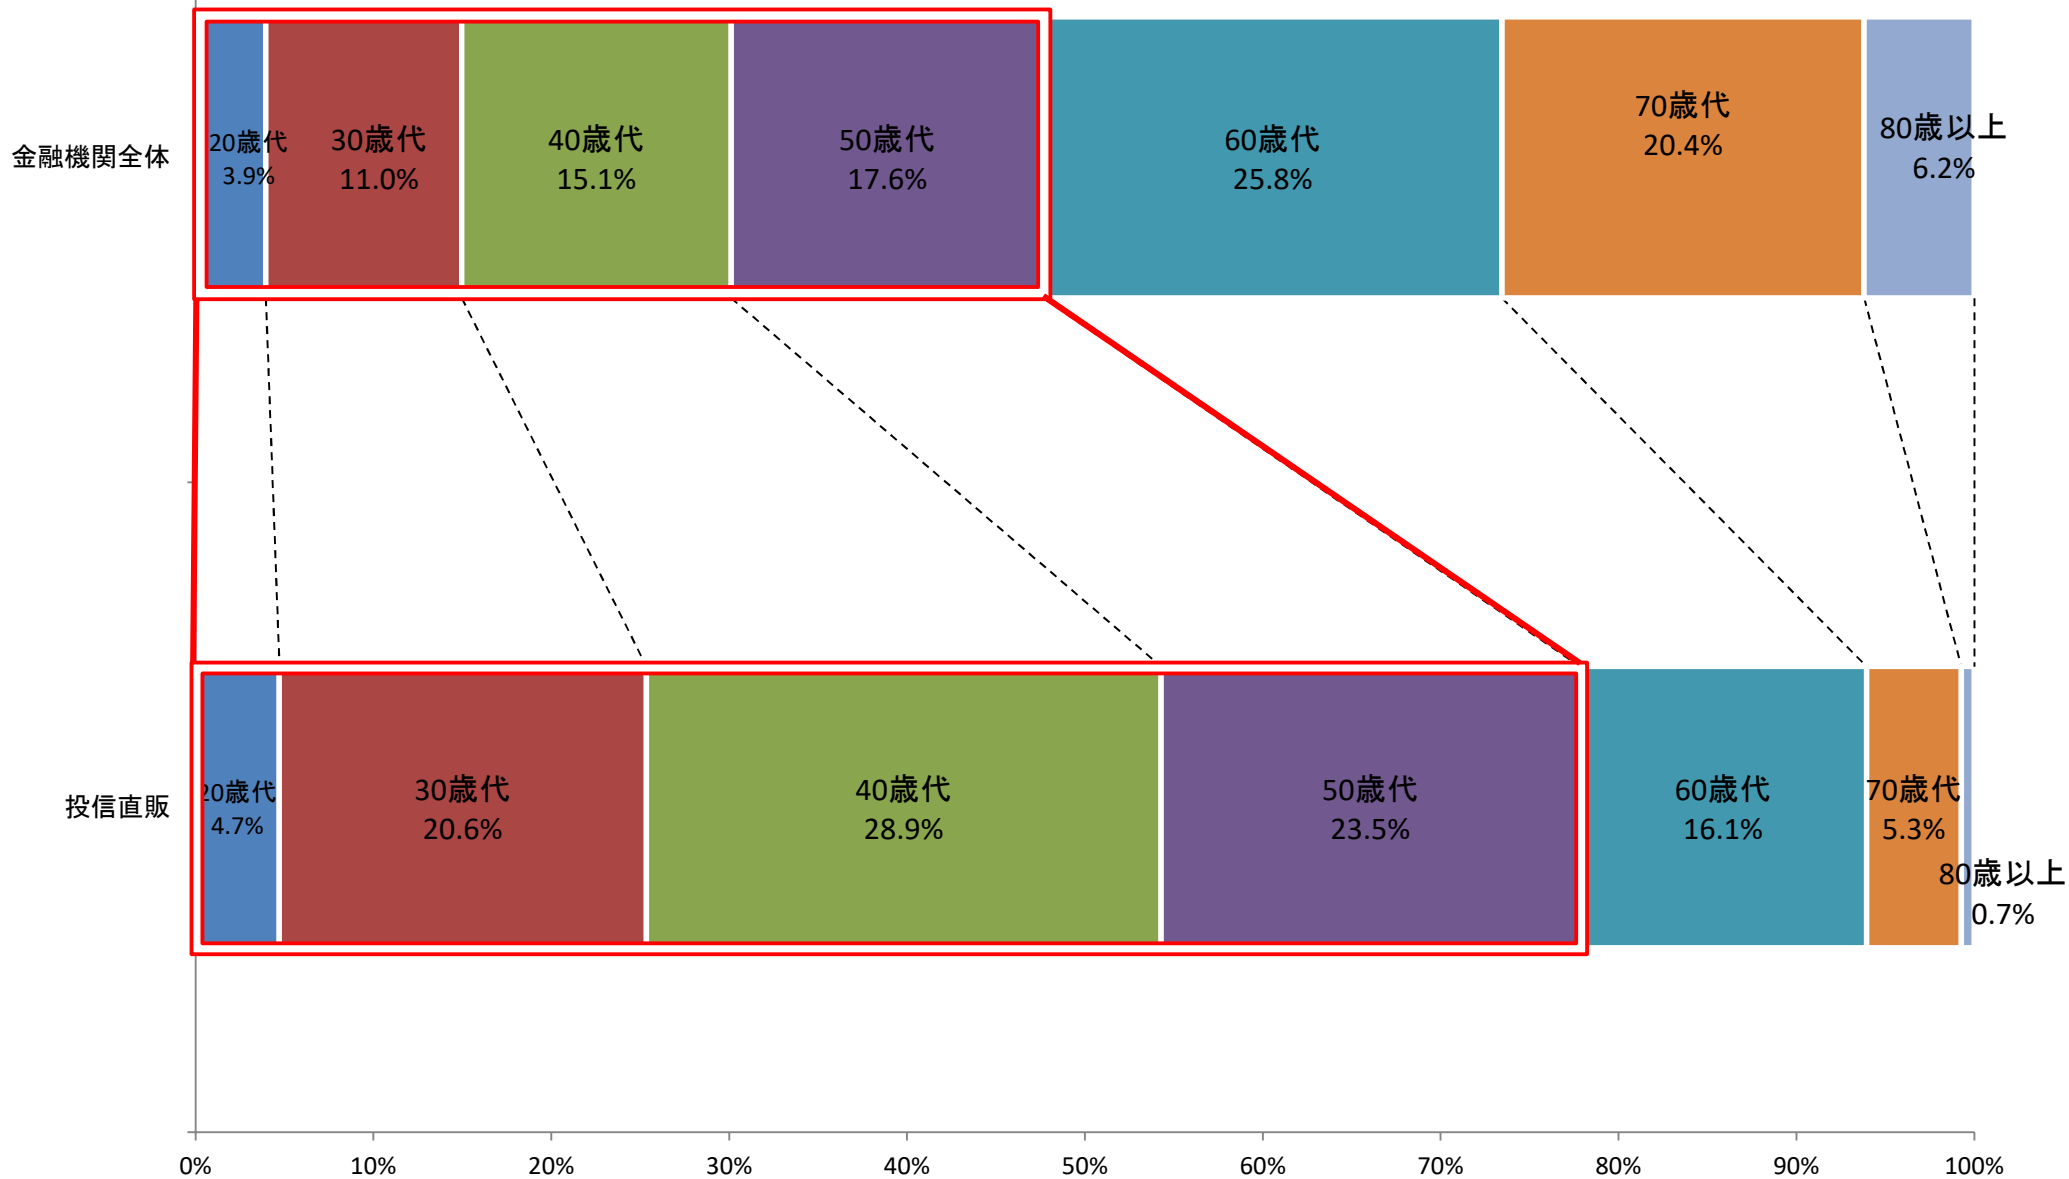 金融機関全体
20歳代
3.9%
30歳代
11.0%
40歳代
15.1%
50歳代
17.6%
60歳代
25.8%
70歳代
20.4%
80歳以上
6.2%
投信直販
20歳代
4.7%
30歳代
20.6%
40歳代
28.9%
50歳代
23.5%
60歳代
16.1%
70歳代
5.3%
80歳以上
0.7%
0% 10% 20% 30% 40% 50% 60% 70% 80% 90% 100%